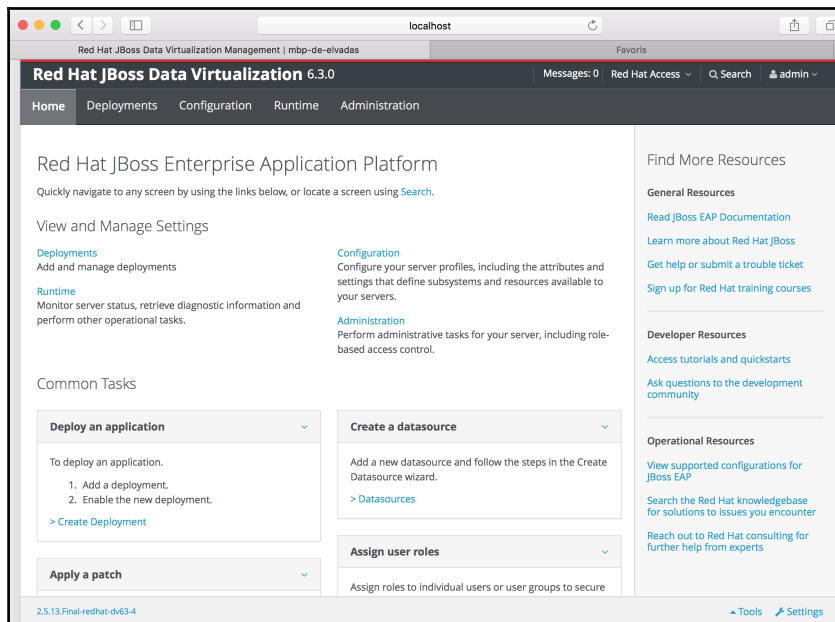 localhost
Red Hat JBoss Data Virtualization Management | mbp-de-elvadas
Favoris
Red Hat JBoss Data Virtualization 6.3.0
Messages: 0
Red Hat Access
Search
admin
Home
Deployments
Configuration
Runtime
Administration
Red Hat JBoss Enterprise Application Platform
Quickly navigate to any screen by using the links below, or locate a screen using Search.
View and Manage Settings
Deployments
Add and manage deployments
Runtime
Monitor server status, retrieve diagnostic information and
perform other operational tasks.
Configuration
Configure your server profiles, including the attributes and
settings that define subsystems and resources available to
your servers.
Administration
Perform administrative tasks for your server, including role-
based access control.
Common Tasks
Deploy an application
To deploy an application.
1. Add a deployment.
2. Enable the new deployment.
> Create Deployment
Apply a patch
Create a datasource
Add a new datasource and follow the steps in the Create
Datasource wizard.
> Datasources
Assign user roles
Assign roles to individual users or user groups to secure
Find More Resources
General Resources
Read JBoss EAP Documentation
Learn more about Red Hat JBoss
Get help or submit a trouble ticket
Sign up for Red Hat training courses
Developer Resources
Access tutorials and quickstarts
Ask questions to the development
community
Operational Resources
View supported configurations for
JBoss EAP
Search the Red Hat knowledgebase
for solutions to issues you encounter
Reach out to Red Hat consulting for
further help from experts
2.5.13.Final-redhat-dv63-4
Tools
Settings